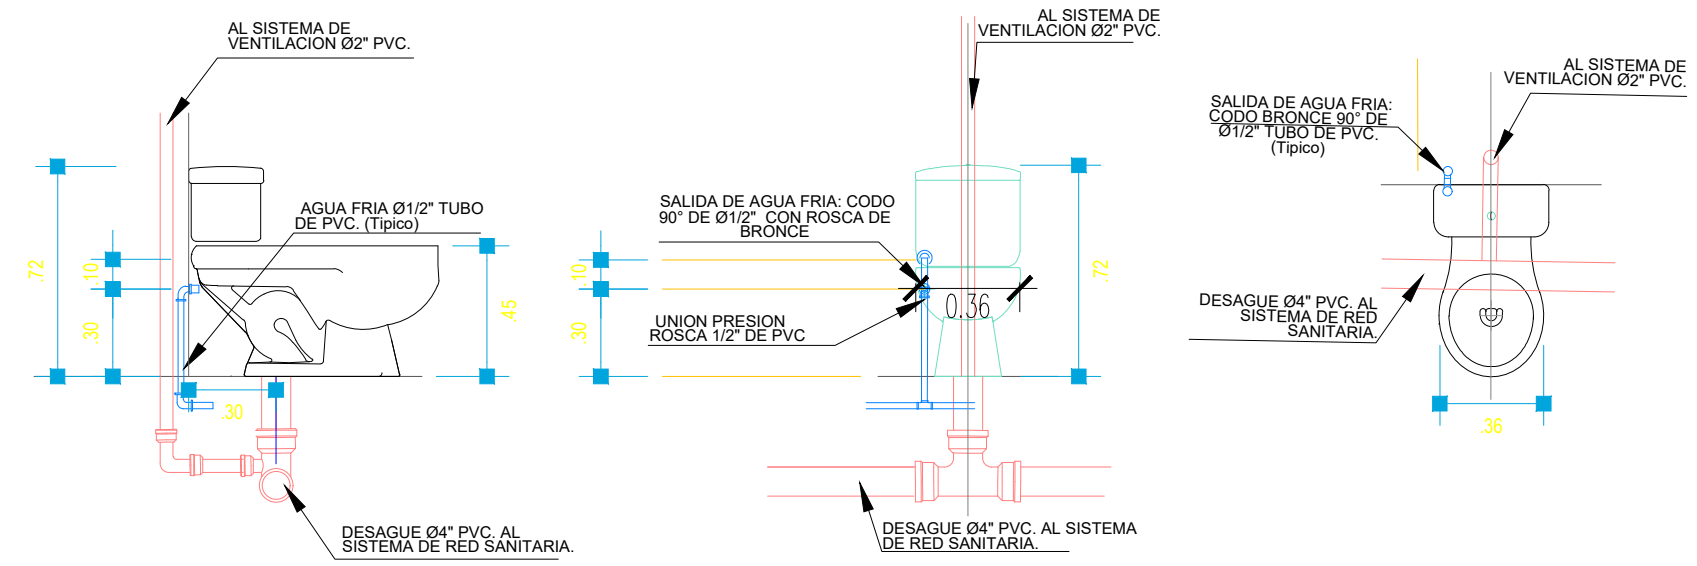 AL SISTEMA DE
VENTILACION Ø2" PVC.
AGUA FRIA Ø1/2" TUBO
DE PVC. (Tipico)
.72
.10
.30
.45
.30
DESAGUE Ø4" PVC. AL
SISTEMA DE RED SANITARIA.
AL SISTEMA DE
VENTILACION Ø2" PVC.
SALIDA DE AGUA FRIA: CODO
90° DE Ø1/2" CON ROSCA DE
BRONCE
.10
.30
0.36
.72
UNION PRESION
ROSCA 1/2" DE PVC
DESAGUE Ø4" PVC. AL SISTEMA
DE RED SANITARIA.
AL SISTEMA DE
VENTILACION Ø2" PVC.
SALIDA DE AGUA FRIA:
CODO BRONCE 90° DE
Ø1/2" TUBO DE PVC.
(Tipico)
DESAGUE Ø4" PVC. AL
SISTEMA DE RED
SANITARIA.
.36